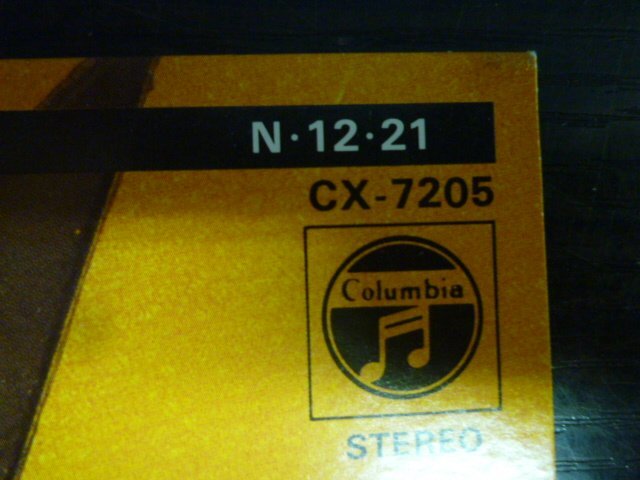 N·12·21
CX-7205
Columbia
STEREO